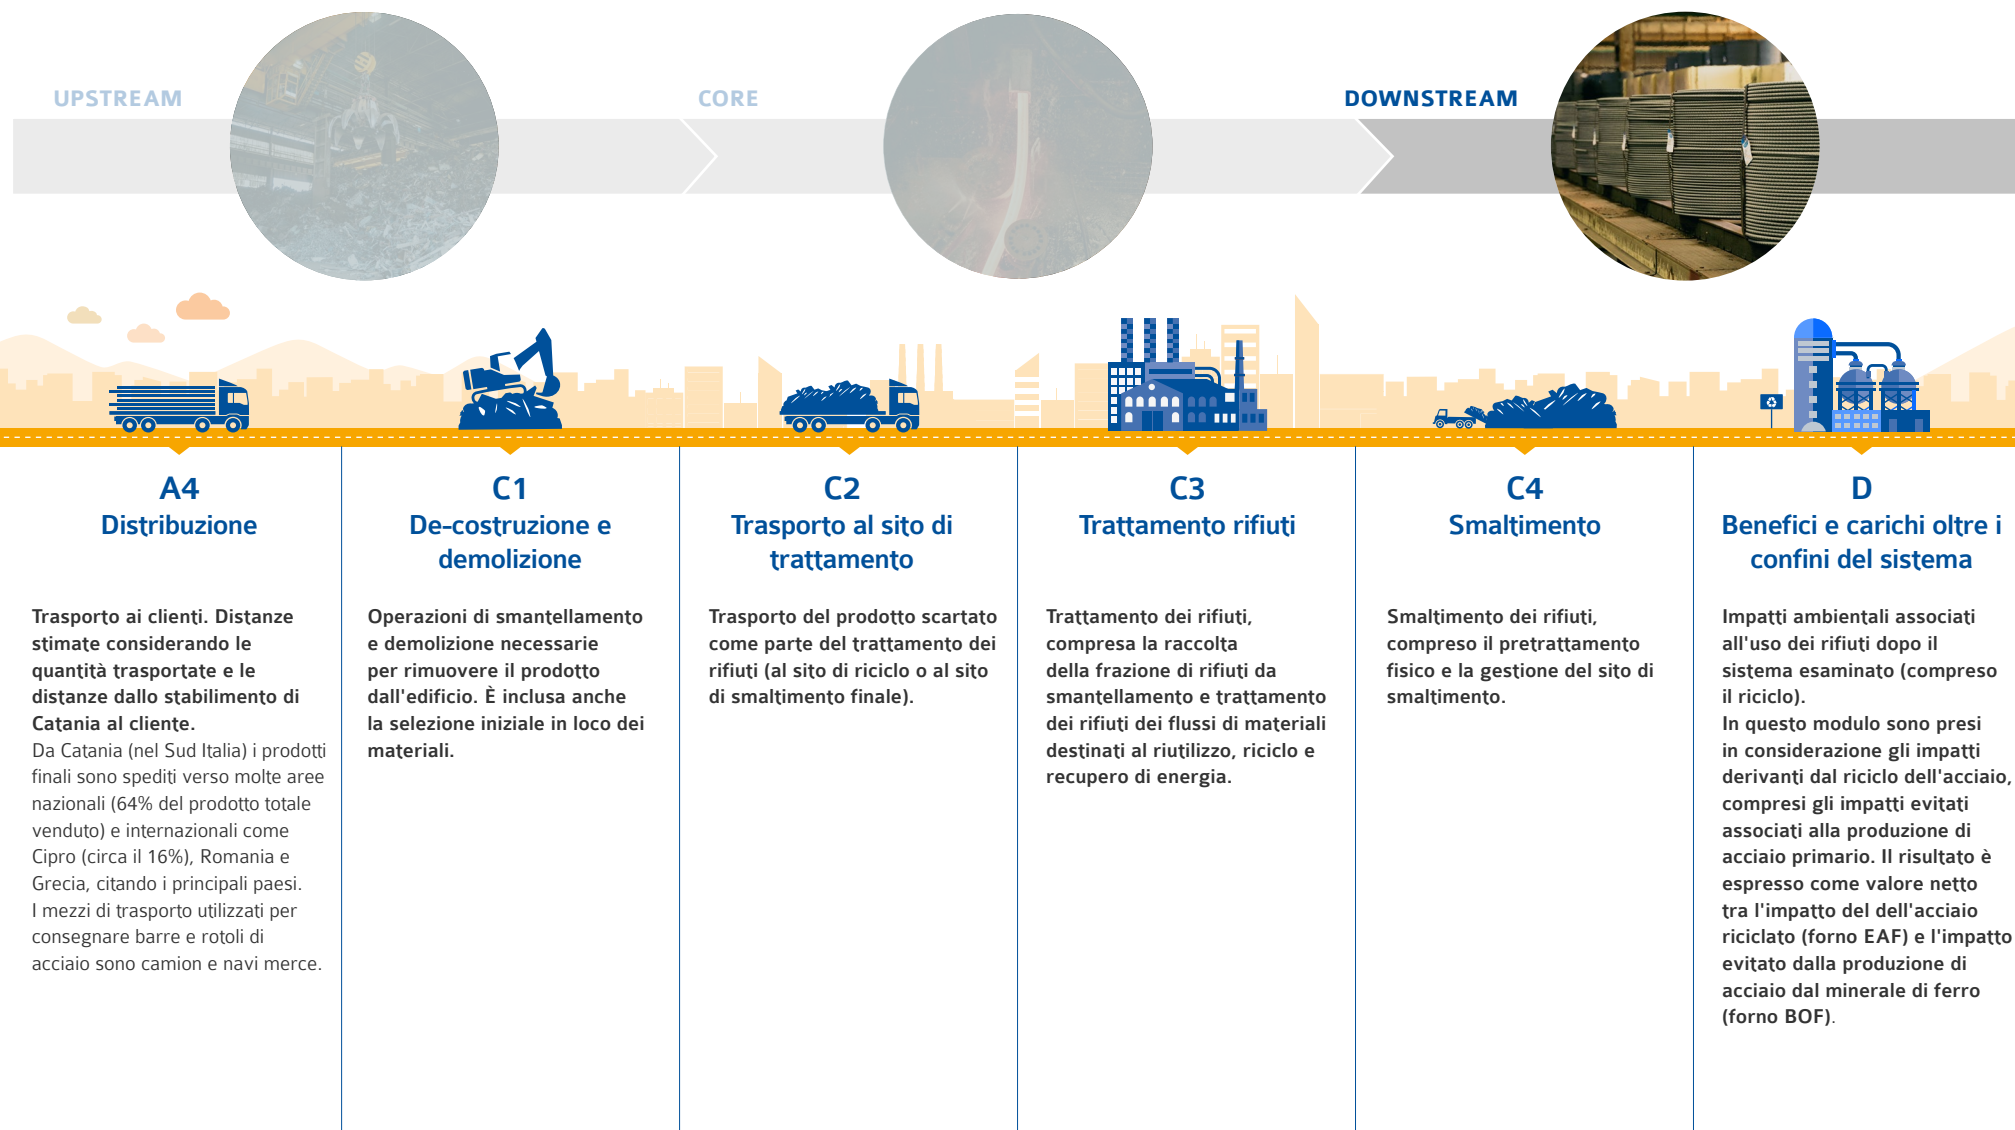 UPSTREAM
CORE
DOWNSTREAM
A4
Distribuzione
Trasporto ai clienti. Distanze
stimate considerando le
quantità trasportate e le
distanze dallo stabilimento di
Catania al cliente.
Da Catania (nel Sud Italia) i prodotti
finali sono spediti verso molte aree
nazionali (64% del prodotto totale
venduto) e internazionali come
Cipro (circa il 16%), Romania e
Grecia, citando i principali paesi.
I mezzi di trasporto utilizzati per
consegnare barre e rotoli di
acciaio sono camion e navi merce.
C1
De-costruzione e
demolizione
Operazioni di smantellamento
e demolizione necessarie
per rimuovere il prodotto
dall'edificio. È inclusa anche
la selezione iniziale in loco dei
materiali.
C2
Trasporto al sito di
trattamento
Trasporto del prodotto scartato
come parte del trattamento dei
rifiuti (al sito di riciclo o al sito
di smaltimento finale).
C3
Trattamento rifiuti
Trattamento dei rifiuti,
compresa la raccolta
della frazione di rifiuti da
smantellamento e trattamento
dei rifiuti dei flussi di materiali
destinati al riutilizzo, riciclo e
recupero di energia.
C4
Smaltimento
Smaltimento dei rifiuti,
compreso il pretrattamento
fisico e la gestione del sito di
smaltimento.
D
Benefici e carichi oltre i
confini del sistema
Impatti ambientali associati
all'uso dei rifiuti dopo il
sistema esaminato (compreso
il riciclo).
In questo modulo sono presi
in considerazione gli impatti
derivanti dal riciclo dell'acciaio,
compresi gli impatti evitati
associati alla produzione di
acciaio primario. Il risultato è
espresso come valore netto
tra l'impatto del dell'acciaio
riciclato (forno EAF) e l'impatto
evitato dalla produzione di
acciaio dal minerale di ferro
(forno BOF).